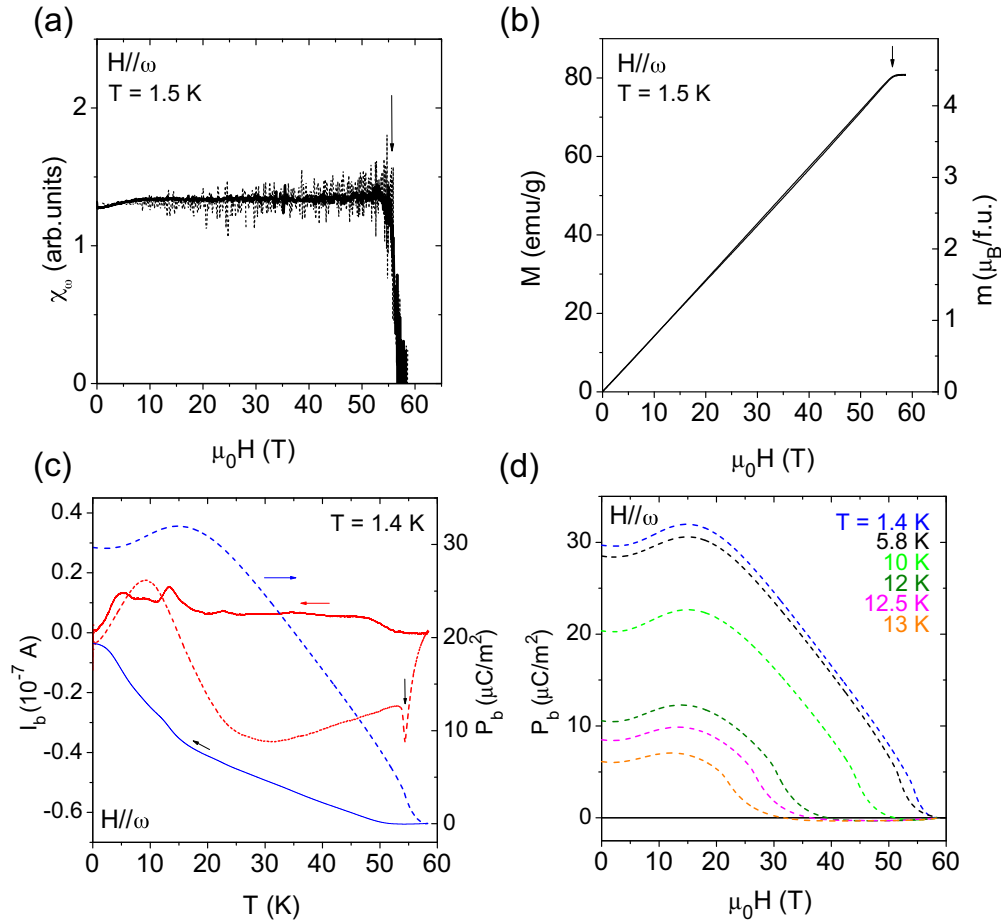 (a)
H//ω
T = 1.5 K
2
1
0
χω (arb.units)
0 10 20 30 40 50 60
μ0H (T)
(b)
H//ω
T = 1.5 K
80
60
40
20
0
M (emu/g)
4
3
2
1
0
m (μB/f.u.)
0 10 20 30 40 50 60
μ0H (T)
(c)
T = 1.4 K
0.4
0.2
0.0
-0.2
-0.4
-0.6
Ib (10-7 A)
30
20
10
0
Pb (μC/m2)
H//ω
0 10 20 30 40 50 60
T (K)
(d)
H//ω
T = 1.4 K
5.8 K
10 K
12 K
12.5 K
13 K
30
20
10
0
Pb (μC/m2)
0 10 20 30 40 50 60
μ0H (T)